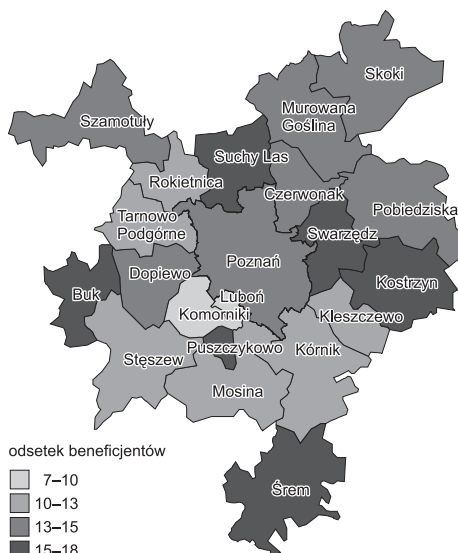 Skoki
Murowana
Goślina
Szamotuły
Suchy Las
Rokietnica
Czerwonak
Pobiedziska
Tarnowo
Podgórne
Swarzędz
Poznań
Dopiewo
Kostrzyn
Buk
Luboń
Komorniki
Kleszczewo
Puszczykowo
Kórnik
Stęszew
Mosina
Śrem
odsetek beneficjentów
7–10
10–13
13–15
15–18